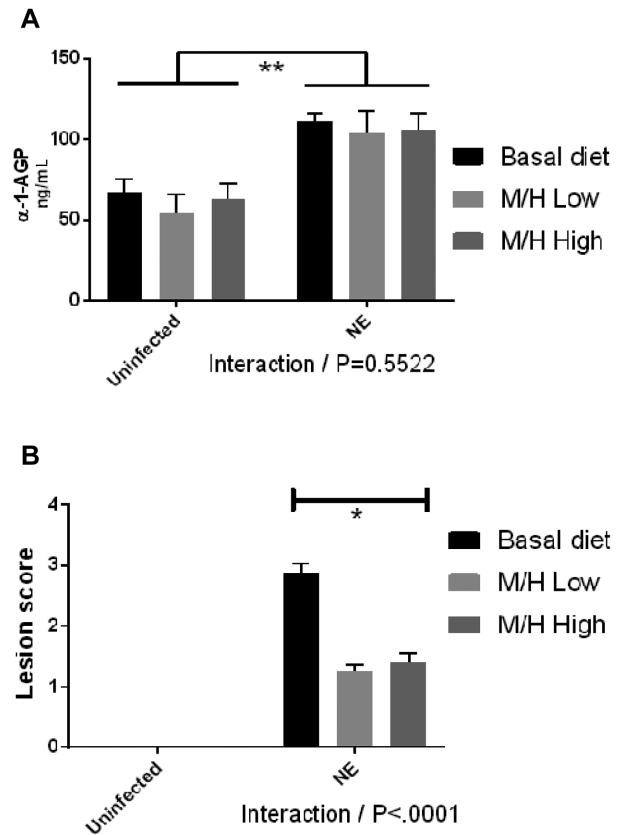 A
150
100
50
0
α-1-AGP
ng/mL
**
Basal diet
M/H Low
M/H High
Uninfected
NE
Interaction / P=0.5522
B
4
3
2
1
0
Lesion score
*
Basal diet
M/H Low
M/H High
Uninfected
NE
Interaction / P<.0001